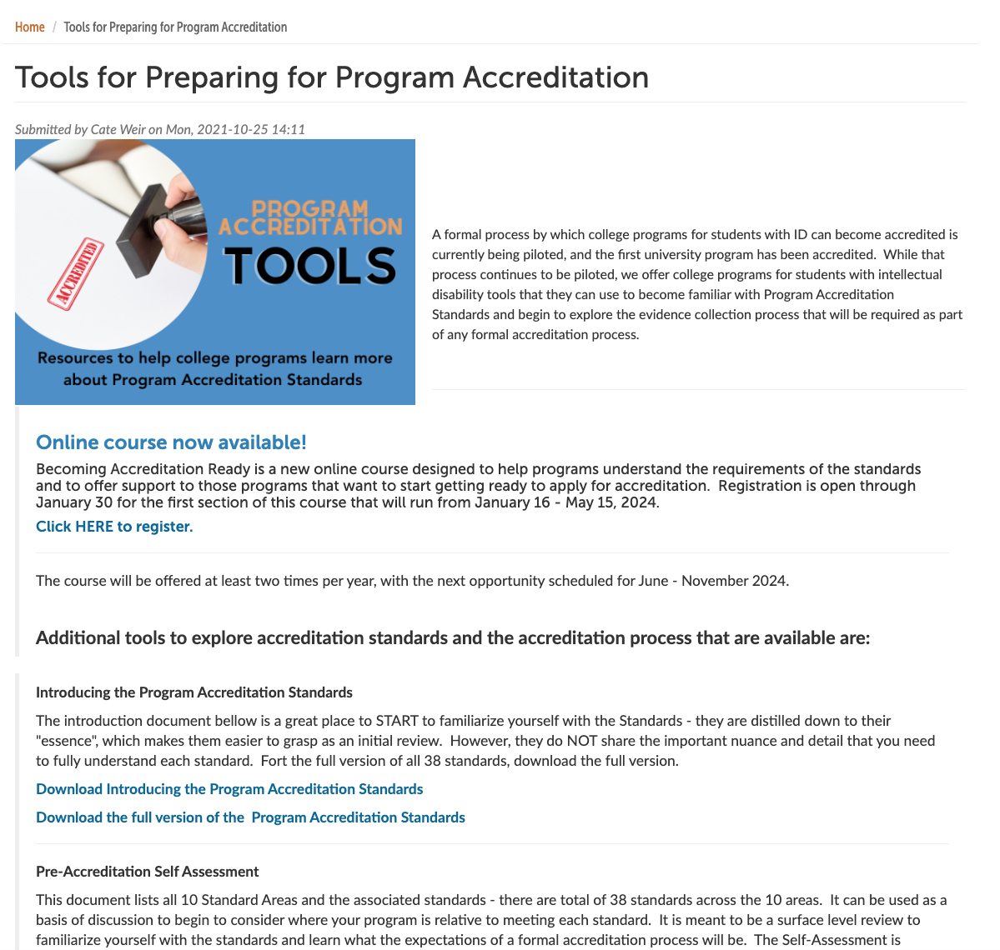 Home / Tools for Preparing for Program Accreditation
Tools for Preparing for Program Accreditation
Submitted by Cate Weir on Mon, 2021-10-25 14:11
ACCREDITED
PROGRAM
ACCREDITATION
TOOLS
Resources to help college programs learn more
about Program Accreditation Standards
A formal process by which college programs for students with ID can become accredited is
currently being piloted, and the first university program has been accredited.  While that
process continues to be piloted, we offer college programs for students with intellectual
disability tools that they can use to become familiar with Program Accreditation
Standards and begin to explore the evidence collection process that will be required as part
of any formal accreditation process.
Online course now available!
Becoming Accreditation Ready is a new online course designed to help programs understand the requirements of the standards
and to offer support to those programs that want to start getting ready to apply for accreditation.  Registration is open through
January 30 for the first section of this course that will run from January 16 - May 15, 2024.
Click HERE to register.
The course will be offered at least two times per year, with the next opportunity scheduled for June - November 2024.
Additional tools to explore accreditation standards and the accreditation process that are available are:
Introducing the Program Accreditation Standards
The introduction document bellow is a great place to START to familiarize yourself with the Standards - they are distilled down to their
"essence", which makes them easier to grasp as an initial review.  However, they do NOT share the important nuance and detail that you need
to fully understand each standard.  Fort the full version of all 38 standards, download the full version.
Download Introducing the Program Accreditation Standards
Download the full version of the  Program Accreditation Standards
Pre-Accreditation Self Assessment
This document lists all 10 Standard Areas and the associated standards - there are total of 38 standards across the 10 areas.  It can be used as a
basis of discussion to begin to consider where your program is relative to meeting each standard.  It is meant to be a surface level review to
familiarize yourself with the standards and learn what the expectations of a formal accreditation process will be.  The Self-Assessment is